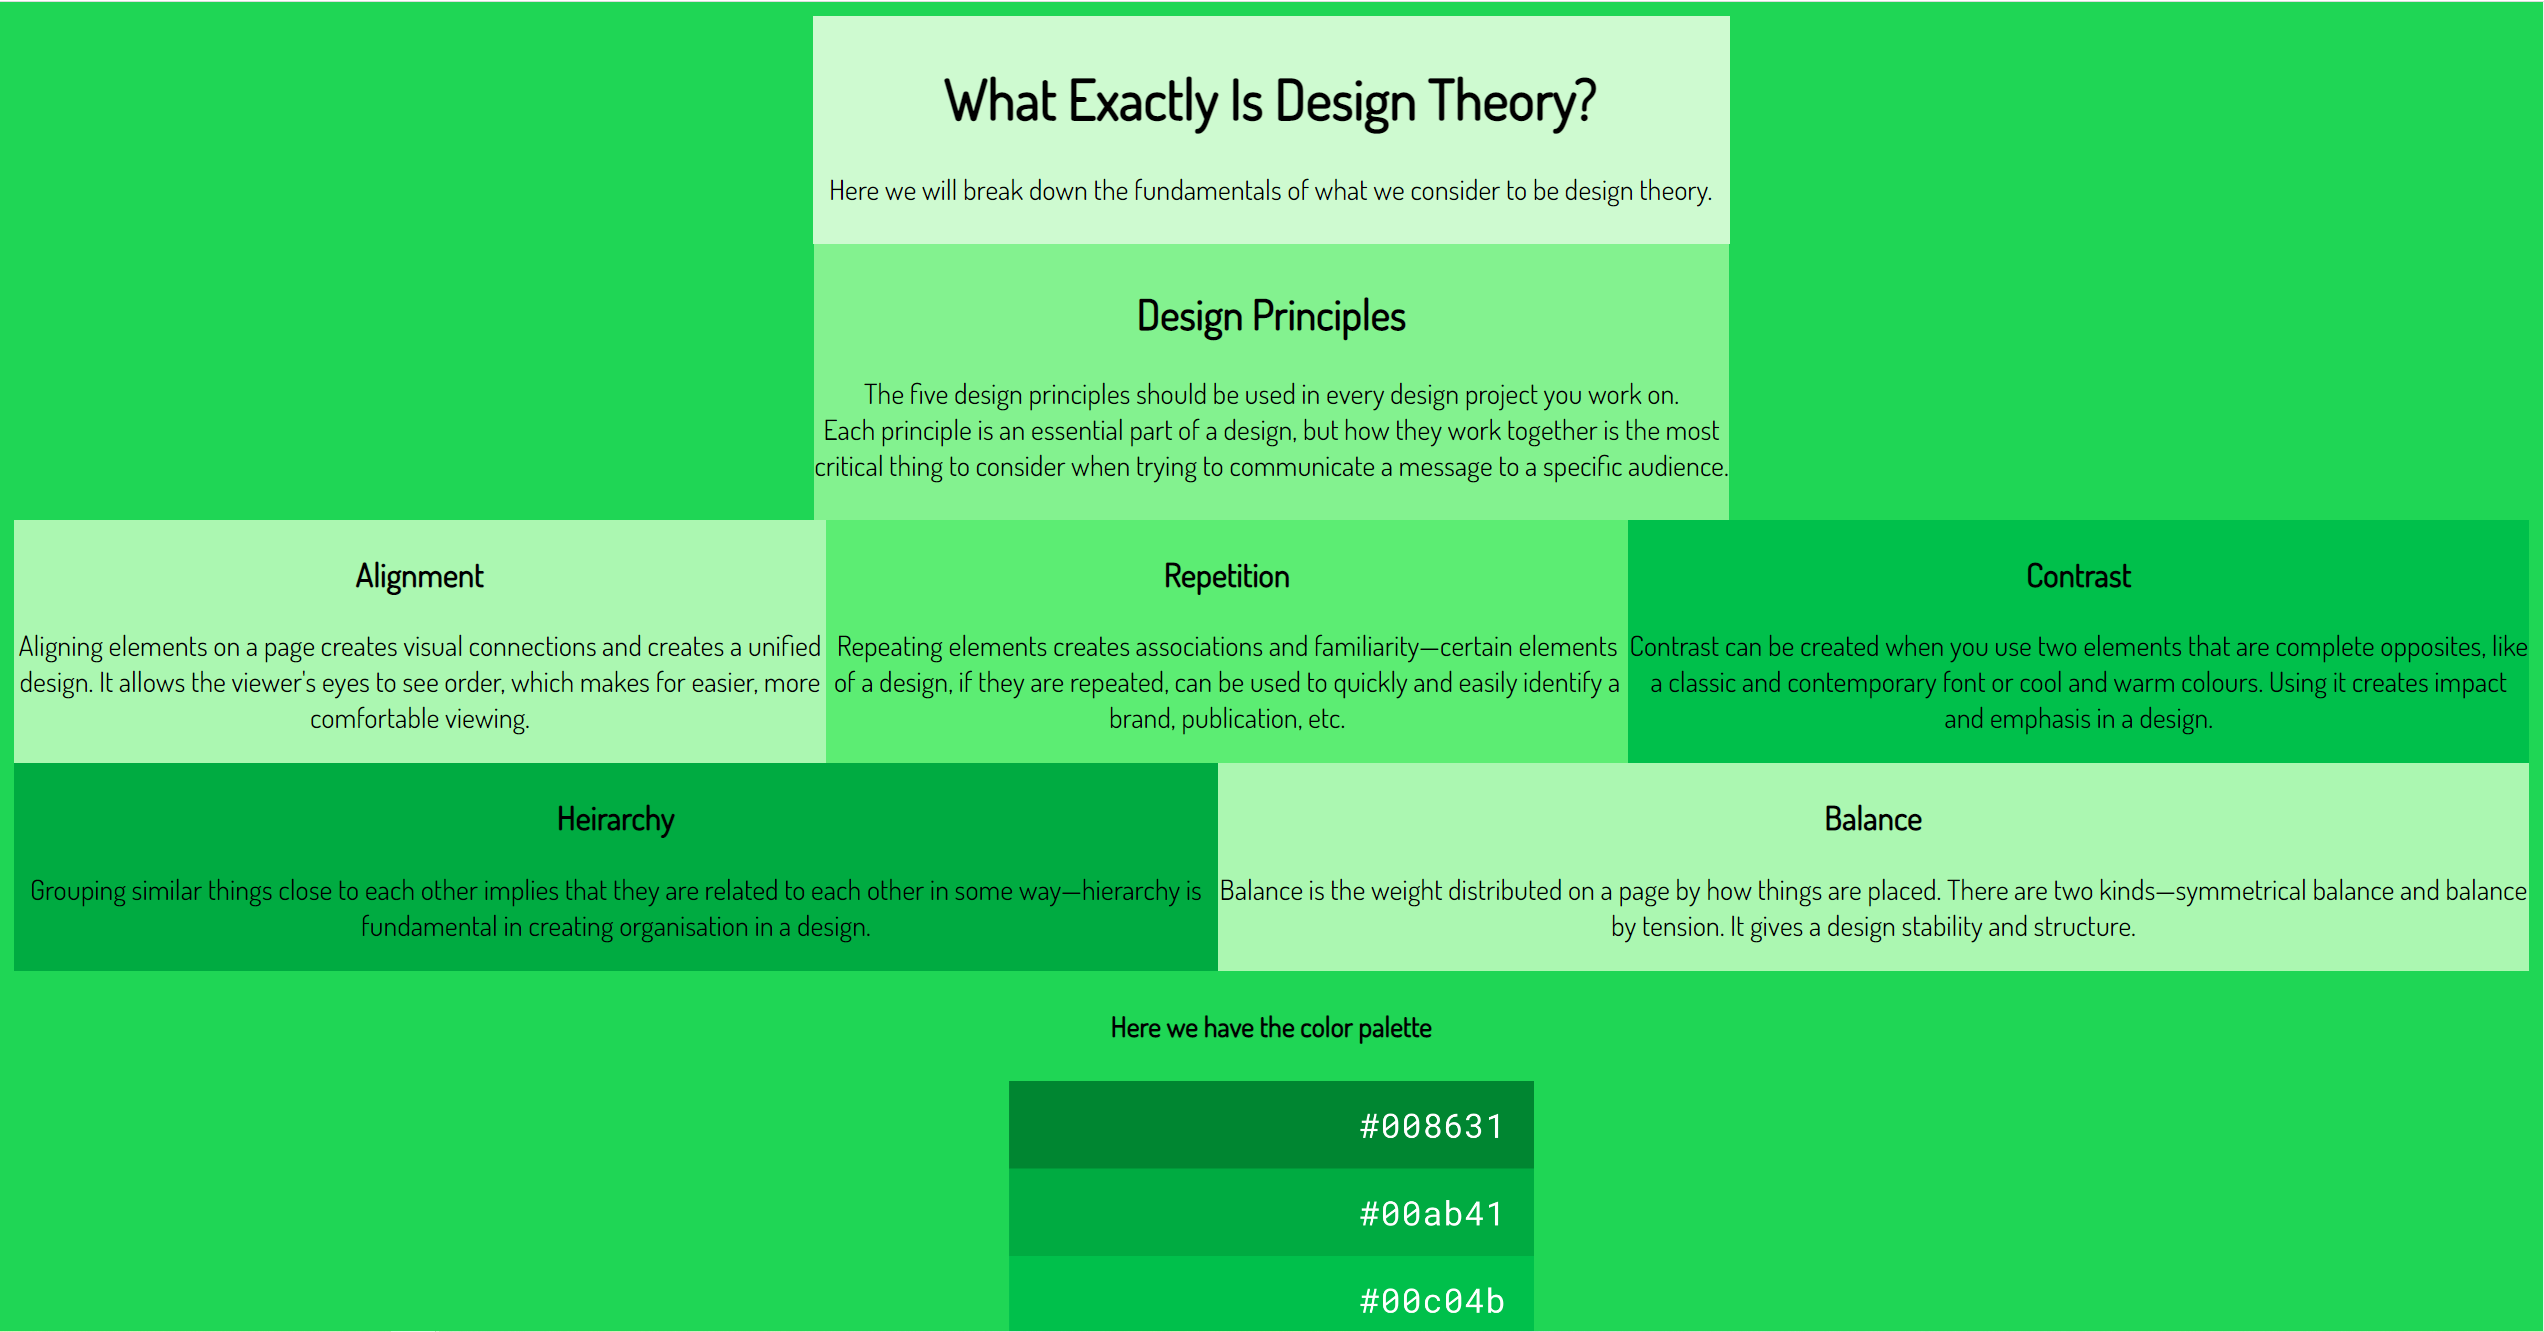 What Exactly Is Design Theory?
Here we will break down the fundamentals of what we consider to be design theory.
Design Principles
The five design principles should be used in every design project you work on.
Each principle is an essential part of a design, but how they work together is the most
critical thing to consider when trying to communicate a message to a specific audience.
Alignment
Aligning elements on a page creates visual connections and creates a unified
design. It allows the viewer's eyes to see order, which makes for easier, more
comfortable viewing.
Repetition
Repeating elements creates associations and familiarity—certain elements
of a design, if they are repeated, can be used to quickly and easily identify a
brand, publication, etc.
Contrast
Contrast can be created when you use two elements that are complete opposites, like
a classic and contemporary font or cool and warm colours. Using it creates impact
and emphasis in a design.
Heirarchy
Grouping similar things close to each other implies that they are related to each other in some way—hierarchy is
fundamental in creating organisation in a design.
Balance
Balance is the weight distributed on a page by how things are placed. There are two kinds—symmetrical balance and balance
by tension. It gives a design stability and structure.
Here we have the color palette
#008631
#00ab41
#00c04b